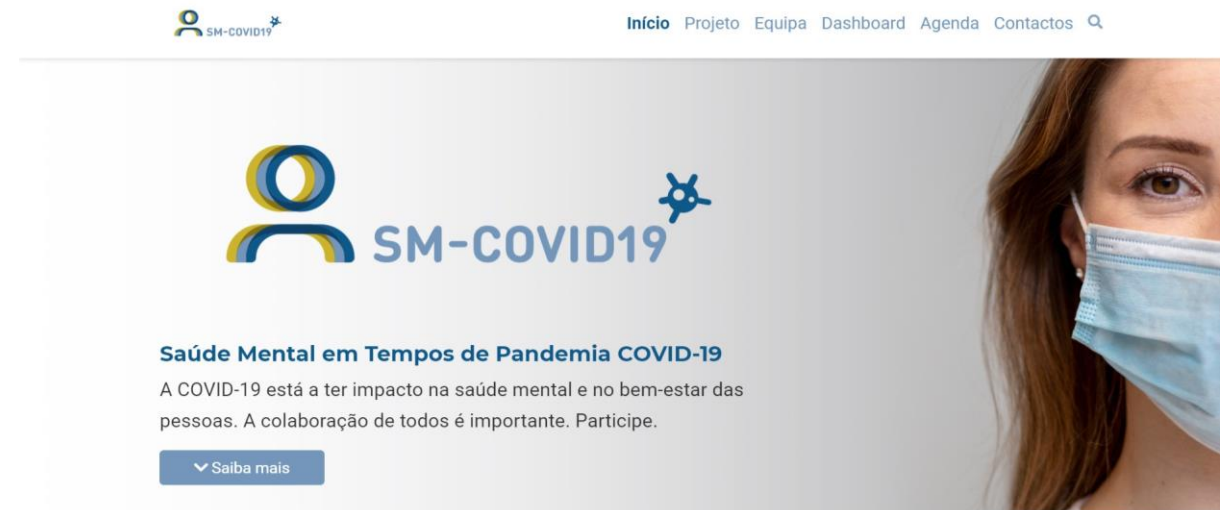 SM-COVID19
Início Projeto Equipa Dashboard Agenda Contactos
SM-COVID19
Saúde Mental em Tempos de Pandemia COVID-19
A COVID-19 está a ter impacto na saúde mental e no bem-estar das
pessoas. A colaboração de todos é importante. Participe.
Saiba mais